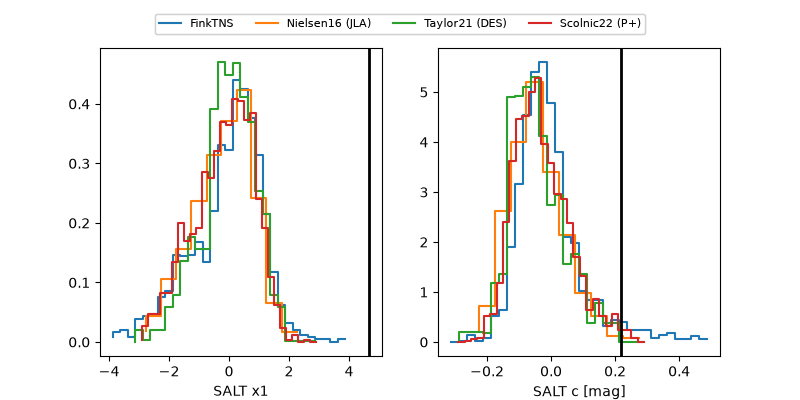 FinkTNS Nielsen16 (JLA) Taylor21 (DES) Scolnic22 (P+)
0.4
0.3
0.2
0.1
0.0
−4 −2 0 2 4
SALT x1
5
4
3
2
1
0
−0.2 0.0 0.2 0.4
SALT c [mag]